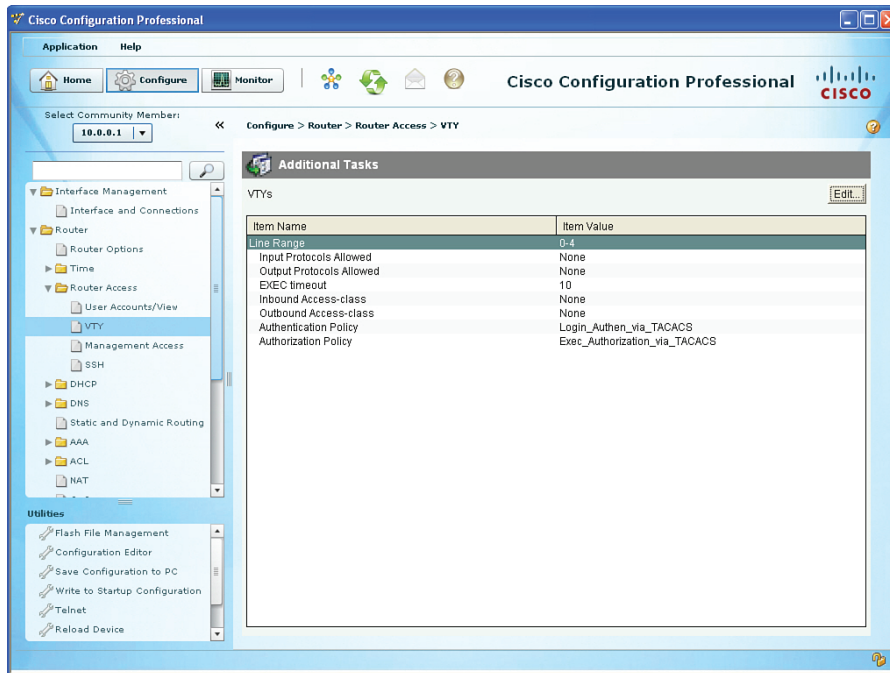 Cisco Configuration Professional
Application Help
Home Configure Monitor
Cisco Configuration Professional
CISCO
Select Community Member:
10.0.0.1
Configure > Router > Router Access > VTY
Additional Tasks
VTYs
Edit...
Interface Management
Interface and Connections
Router
Router Options
Time
Router Access
User Accounts/View
VTY
Management Access
SSH
DHCP
DNS
Static and Dynamic Routing
AAA
ACL
NAT
Item Name Item Value
Line Range 0-4
Input Protocols Allowed None
Output Protocols Allowed None
EXEC timeout 10
Inbound Access-class None
Outbound Access-class None
Authentication Policy Login_Authen_via_TACACS
Authorization Policy Exec_Authorization_via_TACACS
Utilities
Flash File Management
Configuration Editor
Save Configuration to PC
Write to Startup Configuration
Telnet
Reload Device